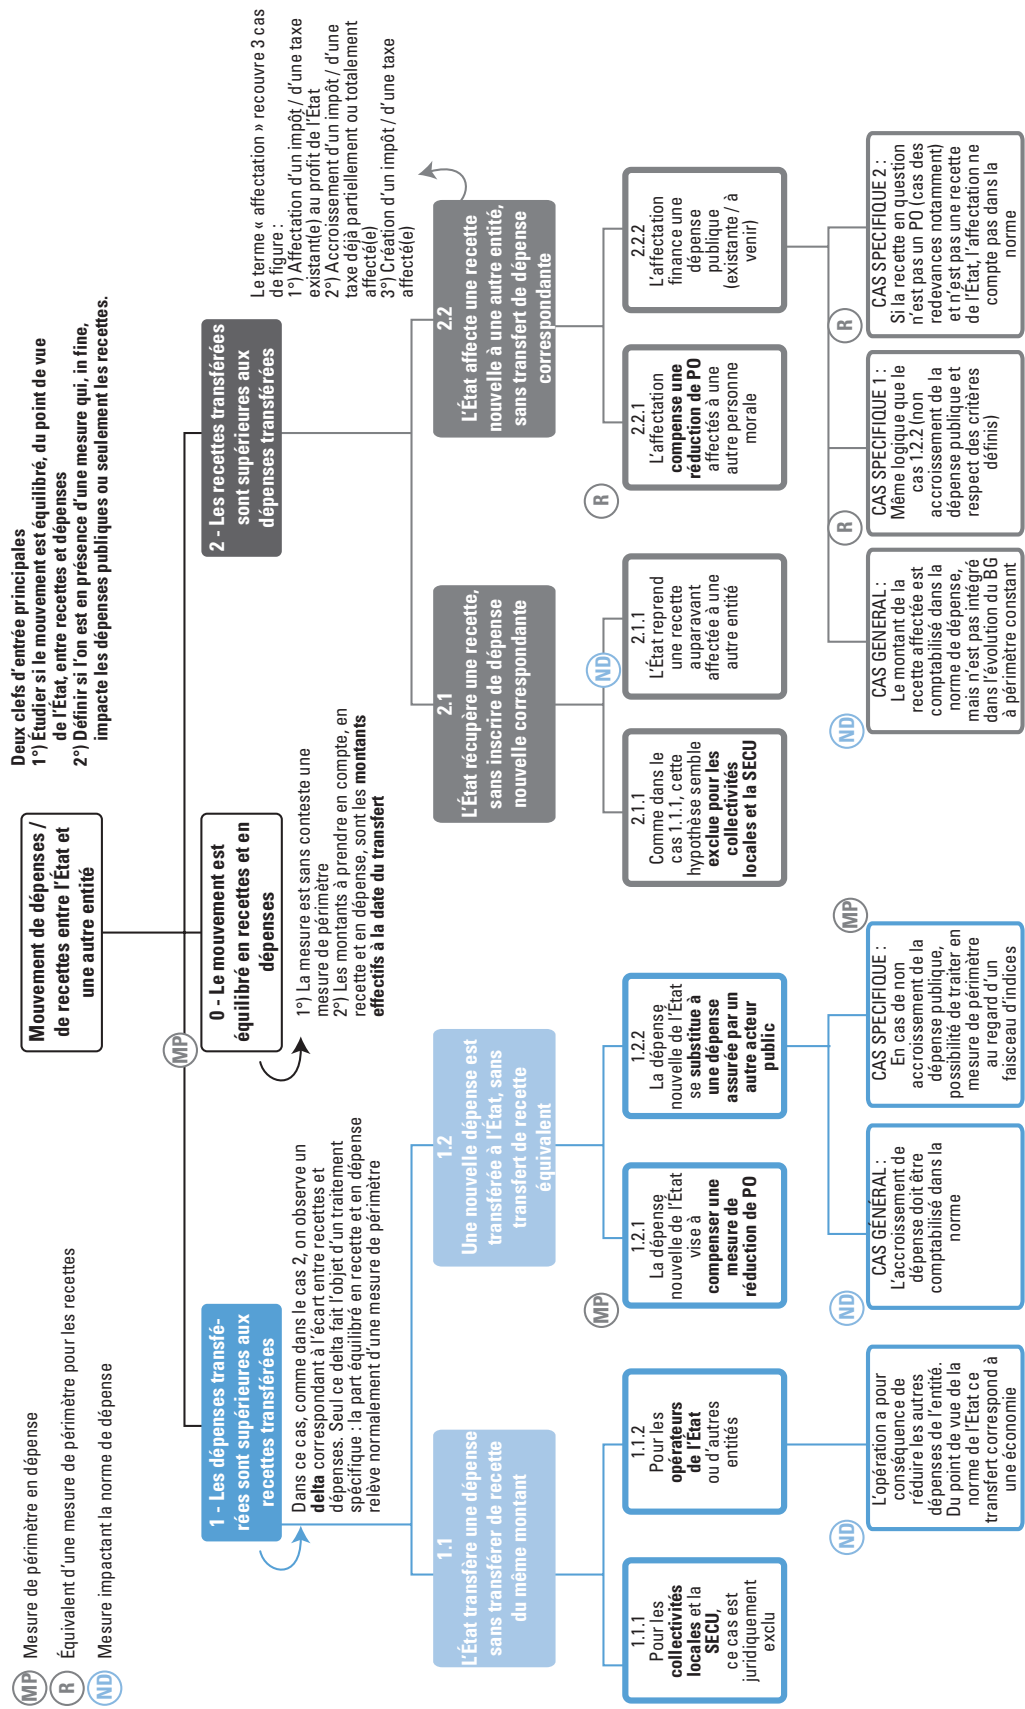 MP Mesure de périmètre en dépense
R Équivalent d'une mesure de périmètre pour les recettes
ND Mesure impactant la norme de dépense
Mouvement de dépenses /
de recettes entre l'État et
une autre entité
Deux clefs d'entrée principales
1°) Étudier si le mouvement est équilibré, du point de vue
de l'État, entre recettes et dépenses
2°) Définir si l'on est en présence d'une mesure qui, in fine,
impacte les dépenses publiques ou seulement les recettes.
MP
1 - Les dépenses transfé-
rées sont supérieures aux
recettes transférées
0 - Le mouvement est
équilibré en recettes et en
dépenses
2 - Les recettes transférées
sont supérieures aux
dépenses transférées
Dans ce cas, comme dans le cas 2, on observe un
delta correspondant à l'écart entre recettes et
dépenses. Seul ce delta fait l'objet d'un traitement
spécifique : la part équilibré en recette et en dépense
relève normalement d'une mesure de périmètre
1°) La mesure est sans conteste une
mesure de périmètre
2°) Les montants à prendre en compte, en
recette et en dépense, sont les montants
effectifs à la date du transfert
Le terme « affectation » recouvre 3 cas
de figure :
1°) Affectation d'un impôt / d'une taxe
existant(e) au profit de l'État
2°) Accroissement d'un impôt / d'une
taxe déjà partiellement ou totalement
affecté(e)
3°) Création d'un impôt / d'une taxe
affecté(e)
1.1
L'État transfère une dépense
sans transférer de recette
du même montant
1.2
Une nouvelle dépense est
transférée à l'État, sans
transfert de recette
équivalent
2.1
L'État récupère une recette,
sans inscrire de dépense
nouvelle correspondante
2.2
L'État affecte une recette
nouvelle à une autre entité,
sans transfert de dépense
correspondante
MP
ND
R
1.1.1
Pour les
collectivités
locales et la
SECU,
ce cas est
juridiquement
exclu
1.1.2
Pour les
opérateurs
de l'État
ou d'autres
entités
1.2.1
La dépense
nouvelle de l'État
vise à
compenser une
mesure de
réduction de PO
1.2.2
La dépense
nouvelle de l'État
se substitue à
une dépense
assurée par un
autre acteur
public
2.1.1
Comme dans le
cas 1.1.1, cette
hypothèse semble
exclue pour les
collectivités
locales et la SECU
2.1.1
L'État reprend
une recette
auparavant
affectée à une
autre entité
2.2.1
L'affectation
compense une
réduction de PO
affectés à une
autre personne
morale
2.2.2
L'affectation
finance une
dépense
publique
(existante / à
venir)
ND
ND
MP
ND
R
R
L'opération a pour
conséquence de
réduire les autres
dépenses de l'entité.
Du point de vue de la
norme de l'Etat ce
transfert correspond à
une économie
CAS GÉNÉRAL :
L'accroissement de
dépense doit être
comptabilisé dans la
norme
CAS SPECIFIQUE :
En cas de non
accroissement de la
dépense publique,
possibilité de traiter en
mesure de périmètre
au regard d'un
faisceau d'indices
CAS GENERAL :
Le montant de la
recette affectée est
comptabilisé dans la
norme de dépense,
mais n'est pas intégré
dans l'évolution du BG
à périmètre constant
CAS SPECIFIQUE 1 :
Même logique que le
cas 1.2.2 (non
accroissement de la
dépense publique et
respect des critères
définis)
CAS SPECIFIQUE 2 :
Si la recette en question
n'est pas un PO (cas des
redevances notamment)
et n'est pas une recette
de l'État, l'affectation ne
compte pas dans la
norme